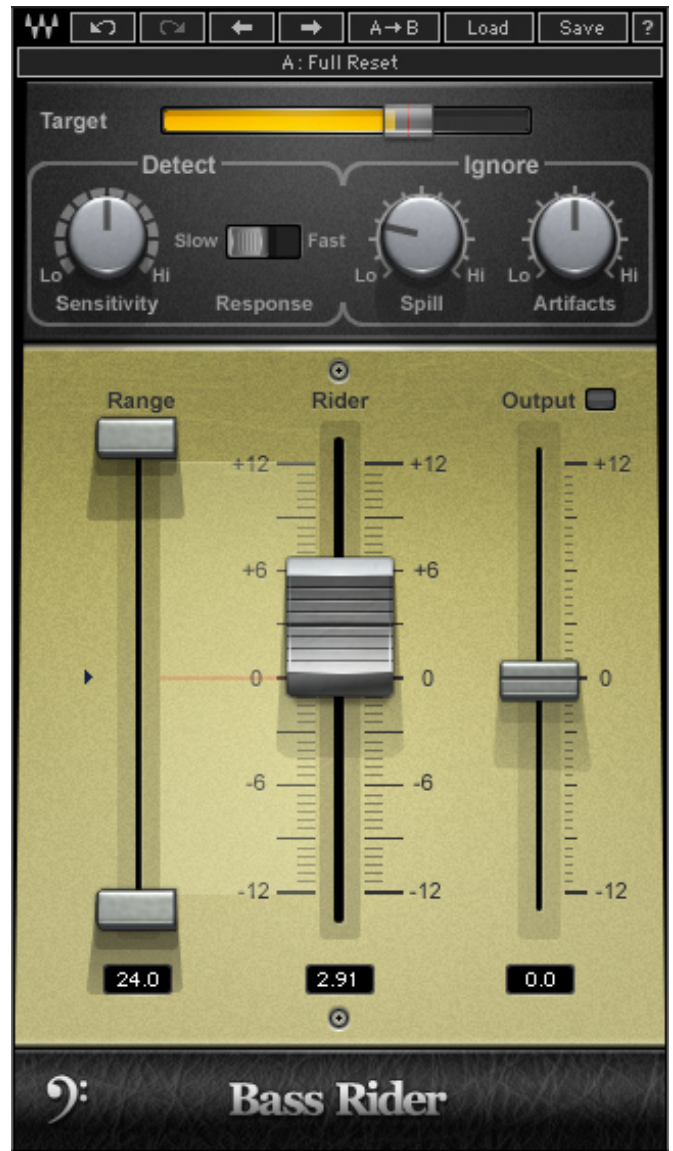 A→B Load Save ?
A: Full Reset
Target
Detect Ignore
Slow Fast
Lo Hi Lo Hi Lo Hi
Sensitivity Response Spill Artifacts
Range Rider Output
+12 +12 +12
+6 +6
0 0 0
-6 -6
-12 -12 -12
24.0 2.91 0.0
Bass Rider